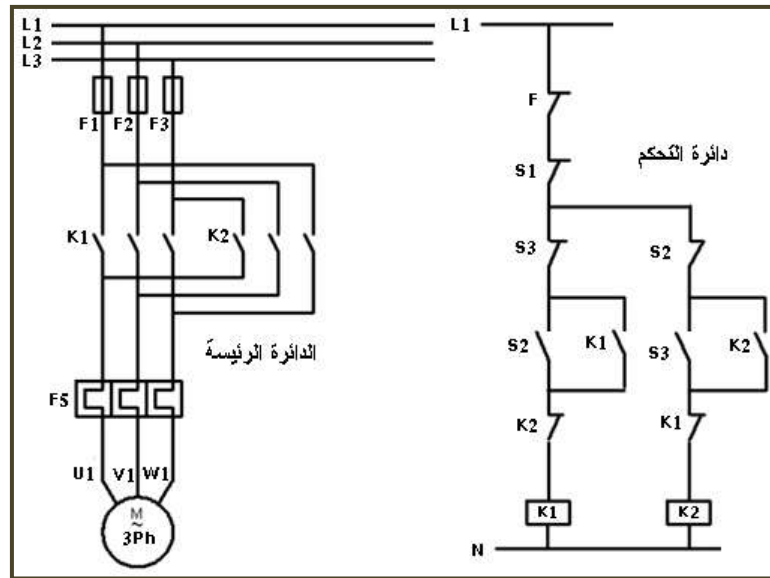 L1
L2
L3
F1 F2 F3
K1 K2
الدائرة الرئيسة
F5
U1 V1 W1
M
~
3Ph
L1
F
S1
دائرة التحكم
S3 S2
S2 K1 S3 K2
K2 K1
K1 K2
N